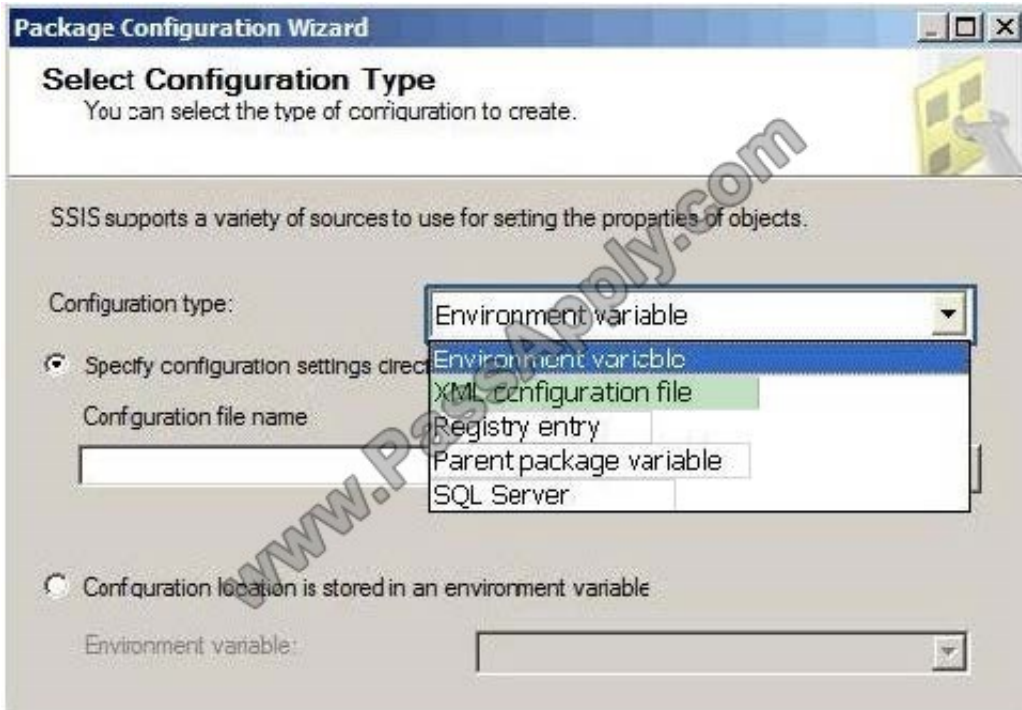 Package Configuration Wizard
Select Configuration Type
You can select the type of configuration to create.
SSIS supports a variety of sources to use for setting the properties of objects.
Configuration type:
Environment variable
Specify configuration settings direct
Environment variable
XML configuration file
Configuration file name
Registry entry
Parent package variable
SQL Server
Configuration location is stored in an environment variable
Environment variable:
www.PassApply.com